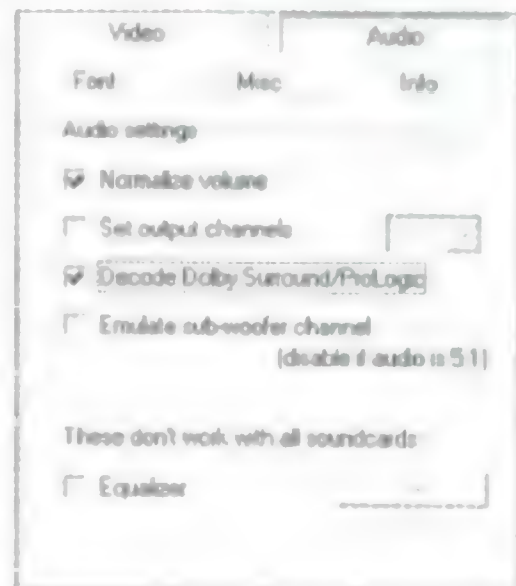 Video Audio
Font Misc Info
Audio settings
Normalize volume
Set output channels
Decode Dolby Surround/ProLogic
Emulate sub-woofer channel
(disable if audio is 5.1)
These don't work with all soundcards
Equalizer